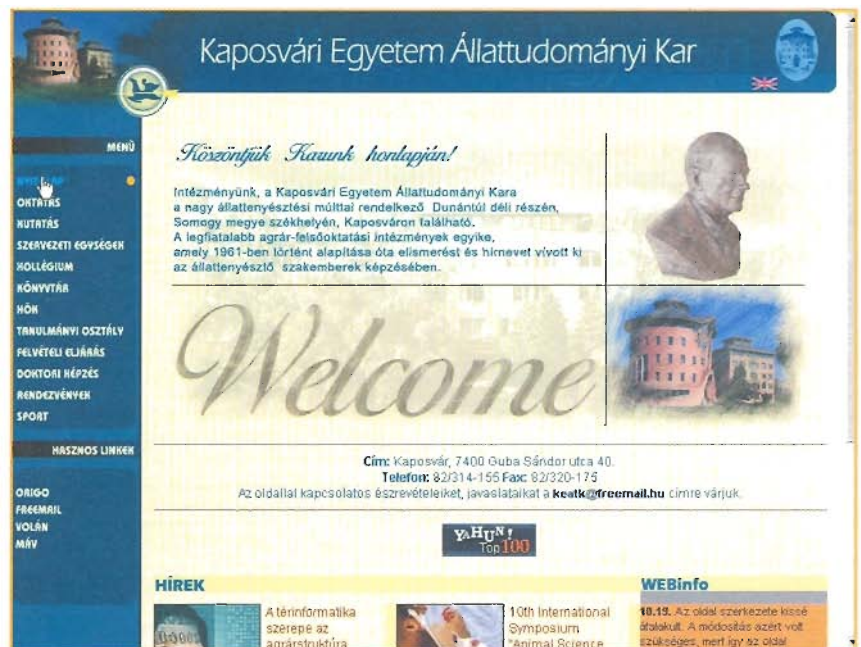 Kaposvári Egyetem Állattudományi Kar
MENÜ
OKTATÁS
KUTATÁS
SZERVEZETI EGYSÉGEK
KOLLÉGIUM
KÖNYVTÁR
HÖK
TANULMÁNYI OSZTÁLY
FELVÉTELI ELJÁRÁS
DOKTORI KÉPZÉS
RENDEZVÉNYEK
SPORT
HASZNOS LINKEK
ORIGO
FREEMAIL
VOLÁN
MÁV
Köszöntjük Karunk honlapján!
Intézményünk, a Kaposvári Egyetem Állattudományi Kara
a nagy állattenyésztési múlttal rendelkező Dunántúl déli részén,
Somogy megye székhelyén, Kaposváron található.
A legfiatalabb agrár-felsőoktatási intézmények egyike,
amely 1961-ben történt alapítása óta elismerést és hírnevet vívott ki
az állattenyésztő szakemberek képzésében.
Welcome
Cím: Kaposvár, 7400 Guba Sándor utca 40.
Telefon: 82/314-155 Fax: 82/320-175
Az oldallal kapcsolatos észrevételeiket, javaslataikat a keatk@freemail.hu címre várjuk.
YAHUN!
Top100
HÍREK
A térinformatika
szerepe az
agrárstruktúra
10th International
Symposium
"Animal Science
WEBinfo
10.19. Az oldal szerkezete kissé
átalakult. A módosítás azért volt
szükséges, mert így az oldal